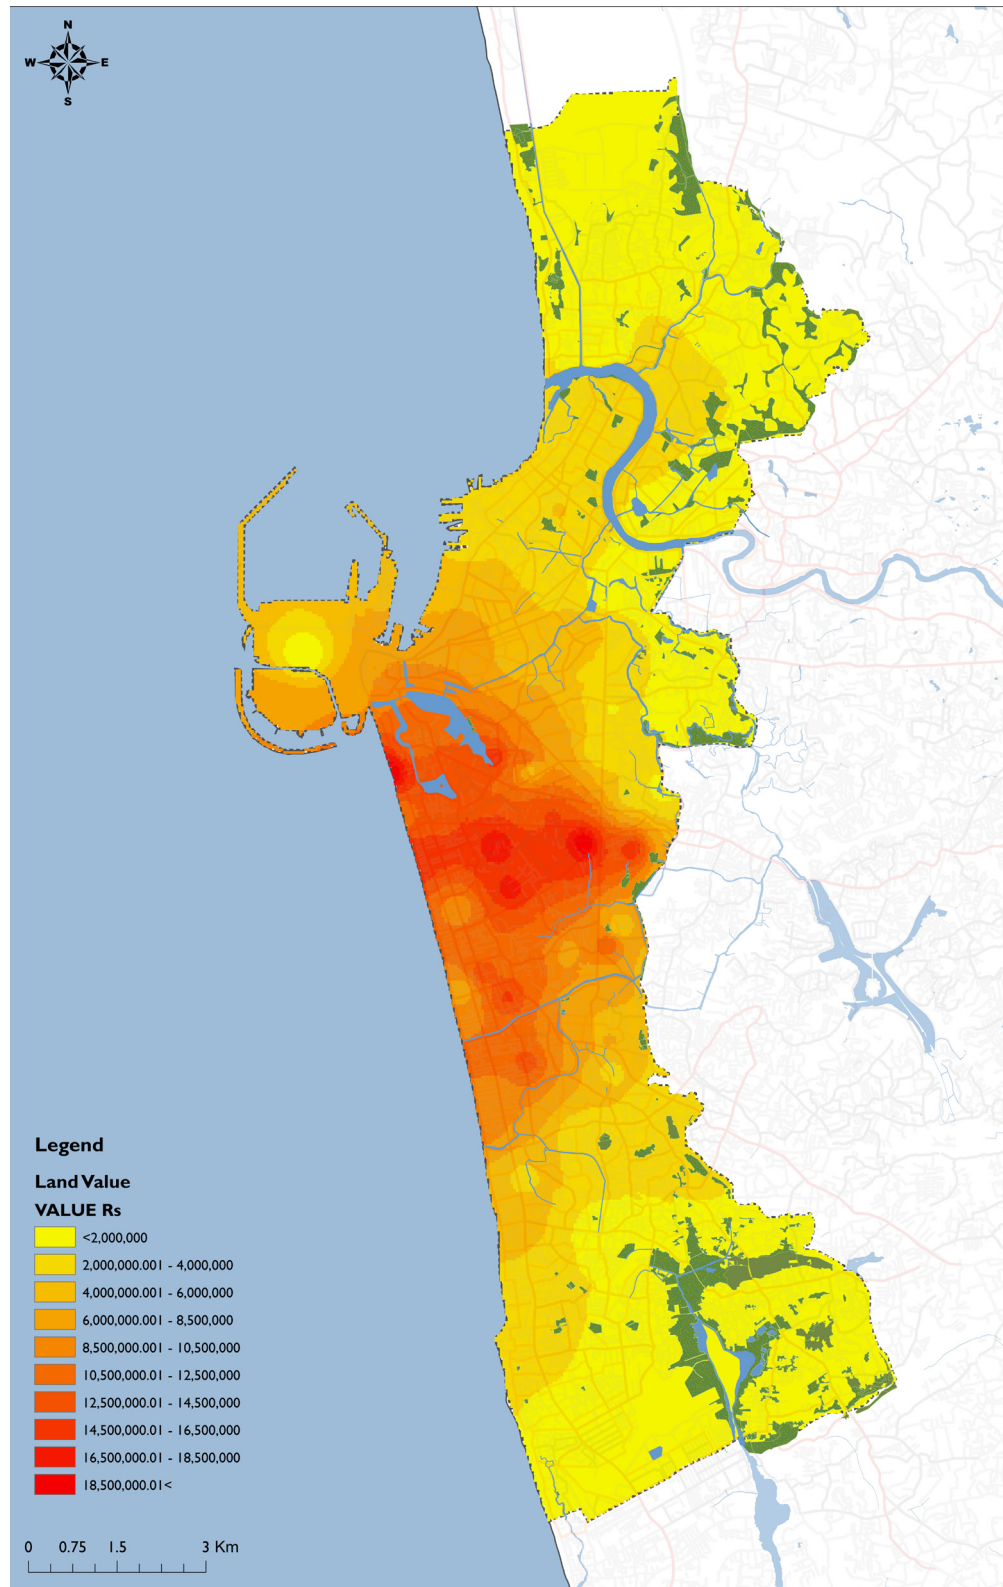 N
W E
S
Legend
Land Value
VALUE Rs
<2,000,000
2,000,000.001 - 4,000,000
4,000,000.001 - 6,000,000
6,000,000.001 - 8,500,000
8,500,000.001 - 10,500,000
10,500,000.01 - 12,500,000
12,500,000.01 - 14,500,000
14,500,000.01 - 16,500,000
16,500,000.01 - 18,500,000
18,500,000.01<
0 0.75 1.5 3 Km